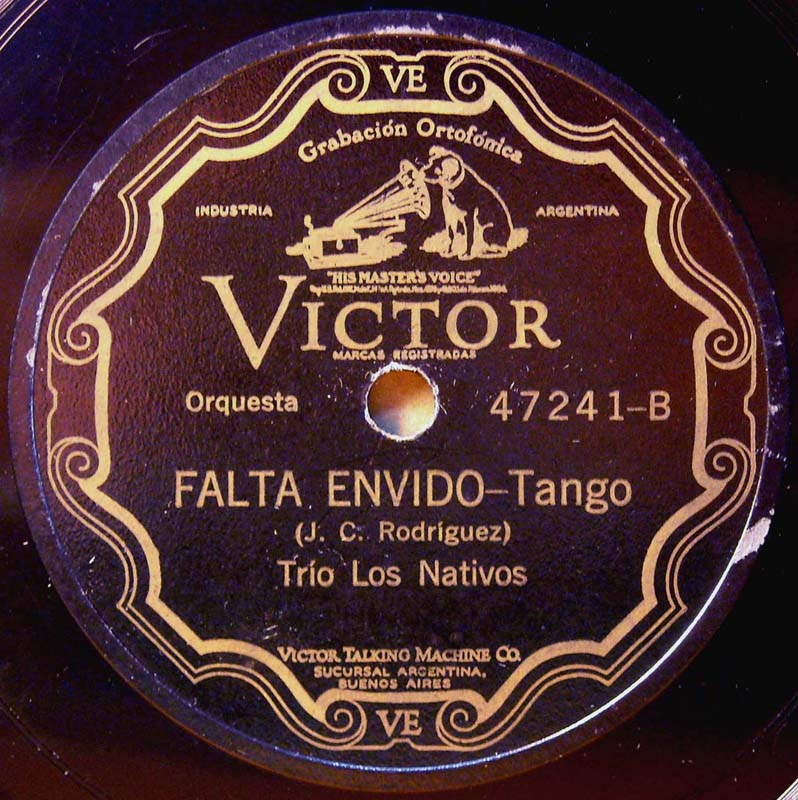 VE
Grabación Ortofónica
INDUSTRIA ARGENTINA
"HIS MASTER'S VOICE"
VICTOR
MARCAS REGISTRADAS
Orquesta 47241-B
FALTA ENVIDO-Tango
(J. C. Rodríguez)
Trío Los Nativos
VICTOR TALKING MACHINE CO.
SUCURSAL ARGENTINA,
BUENOS AIRES
VE